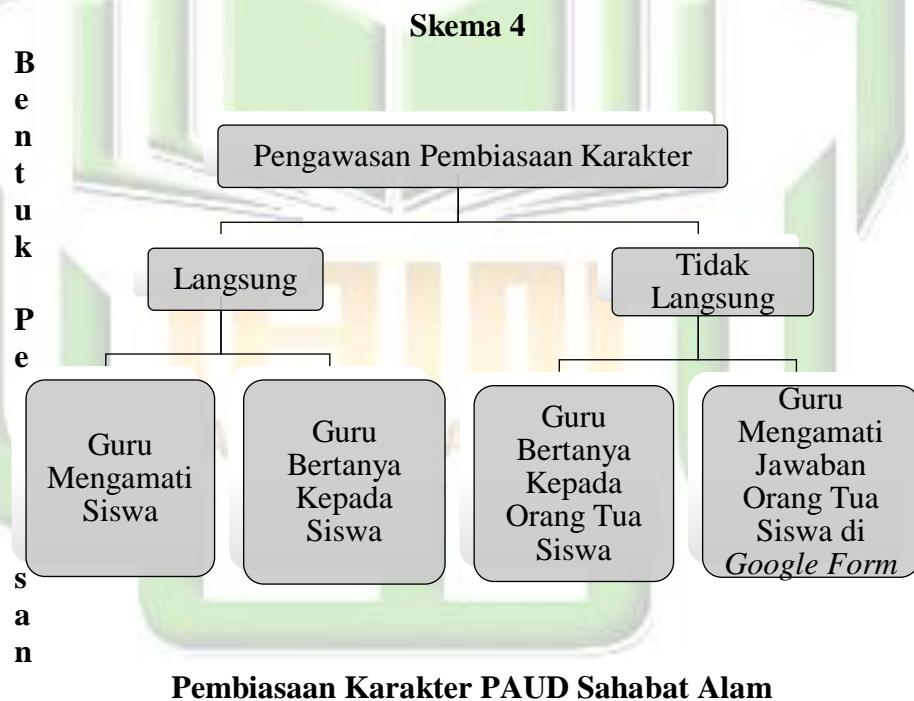 Skema 4
B
e
n
t
u
k
P
e
s
a
n
Pengawasan Pembiasaan Karakter
Langsung
Tidak
Langsung
Guru
Mengamati
Siswa
Guru
Bertanya
Kepada
Siswa
Guru
Bertanya
Kepada
Orang Tua
Siswa
Guru
Mengamati
Jawaban
Orang Tua
Siswa di
Google Form
Pembiasaan Karakter PAUD Sahabat Alam